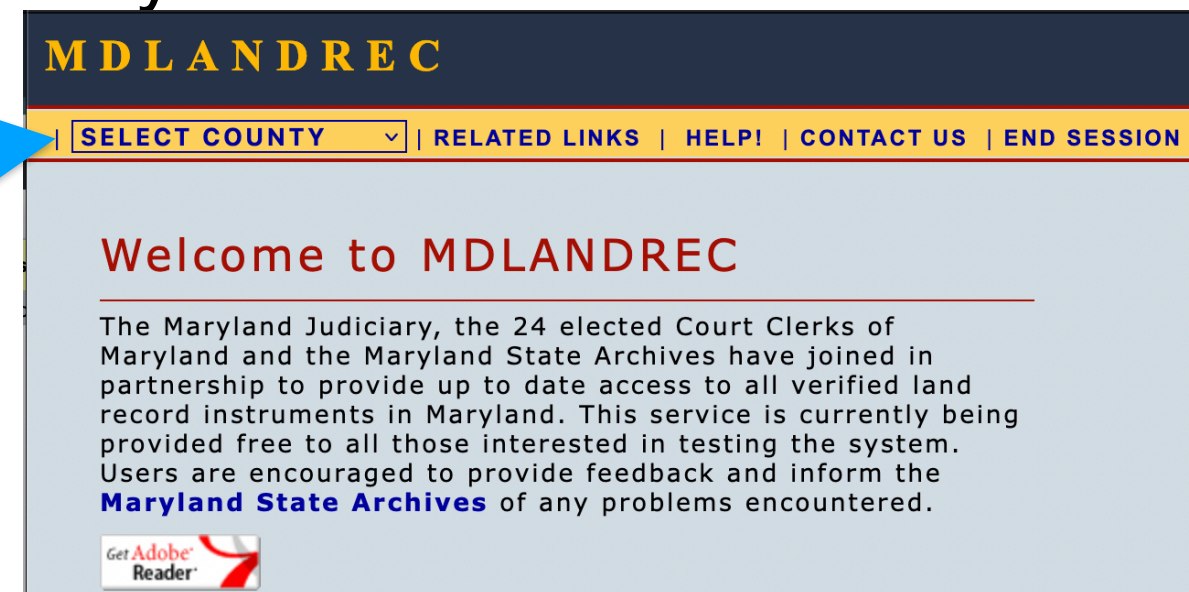 MDLANDREC
| SELECT COUNTY | RELATED LINKS | HELP! | CONTACT US | END SESSION
Welcome to MDLANDREC
The Maryland Judiciary, the 24 elected Court Clerks of
Maryland and the Maryland State Archives have joined in
partnership to provide up to date access to all verified land
record instruments in Maryland. This service is currently being
provided free to all those interested in testing the system.
Users are encouraged to provide feedback and inform the
Maryland State Archives of any problems encountered.
Get Adobe
Reader